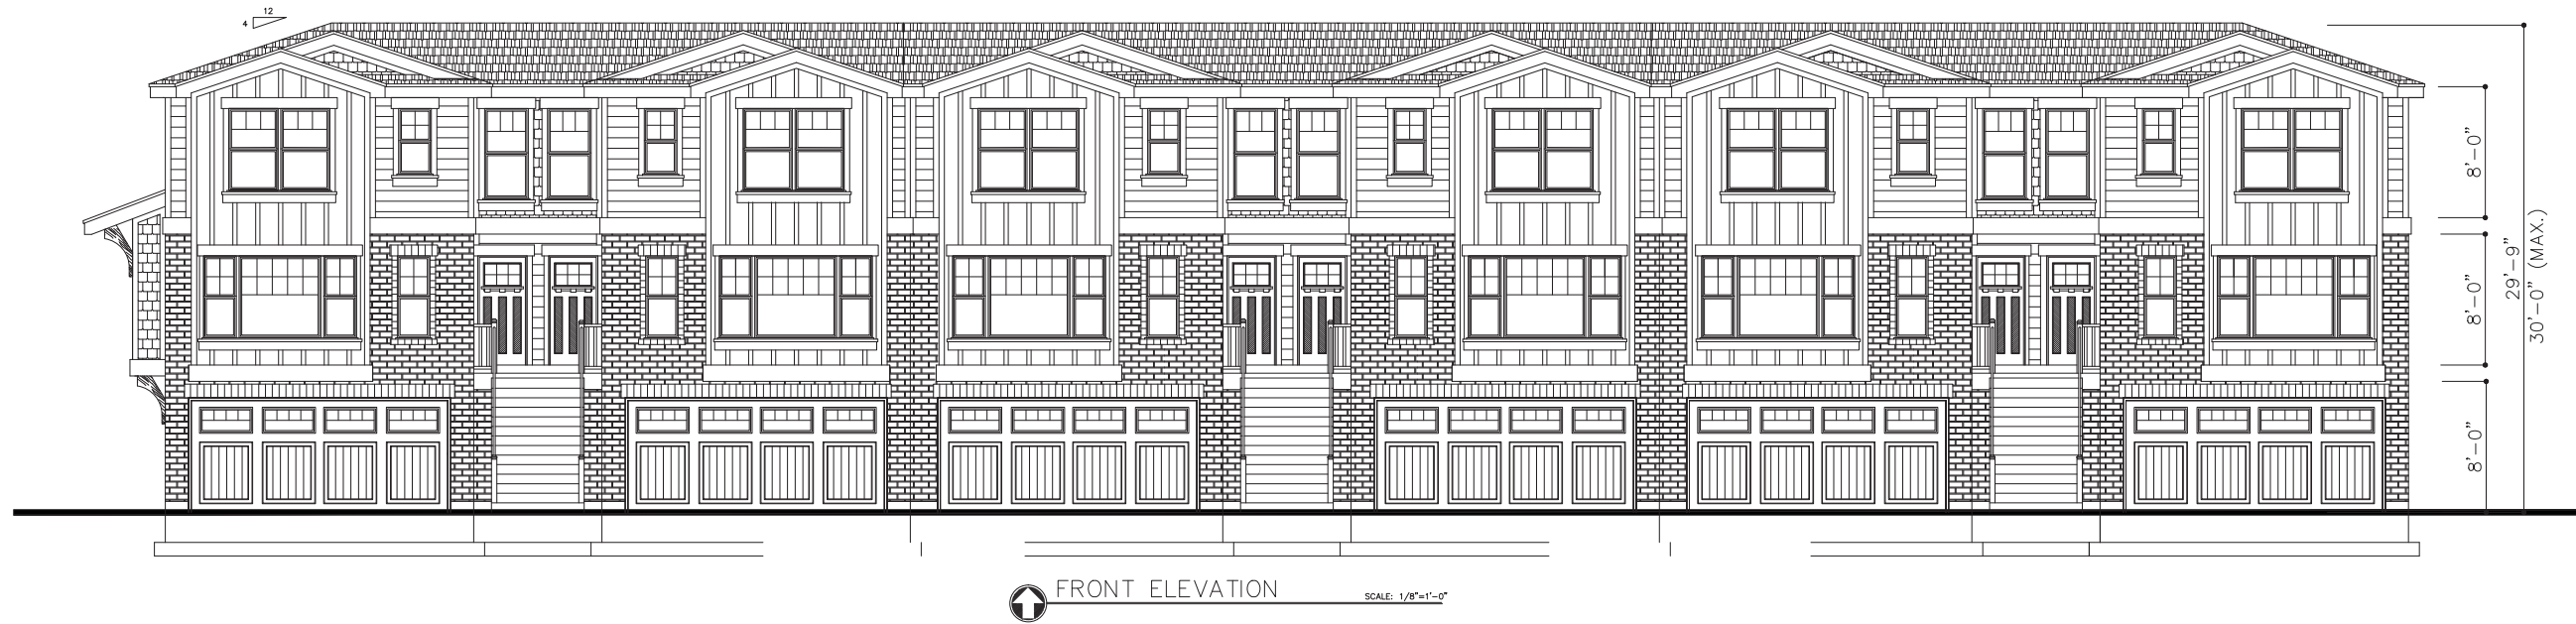 12
4
8'-0"
8'-0"
8'-0"
29'-9"
30'-0" (MAX.)
FRONT ELEVATION
SCALE: 1/8"=1'-0"